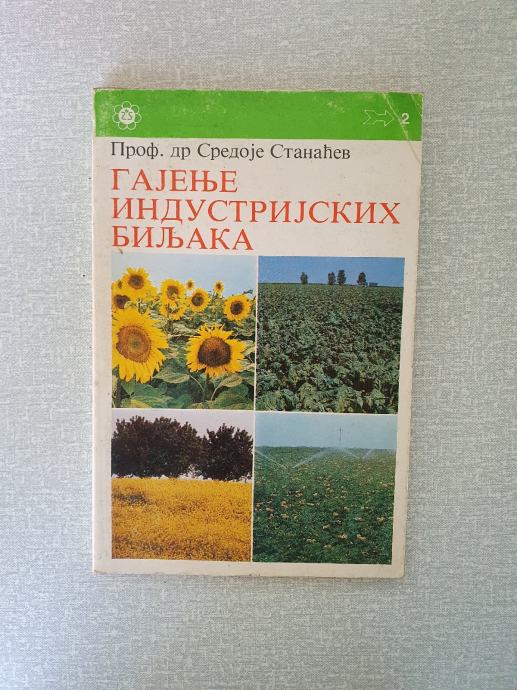 2
Проф. др Средоје Станаћев
ГАЈЕЊЕ
ИНДУСТРИЈСКИХ
БИЉАКА